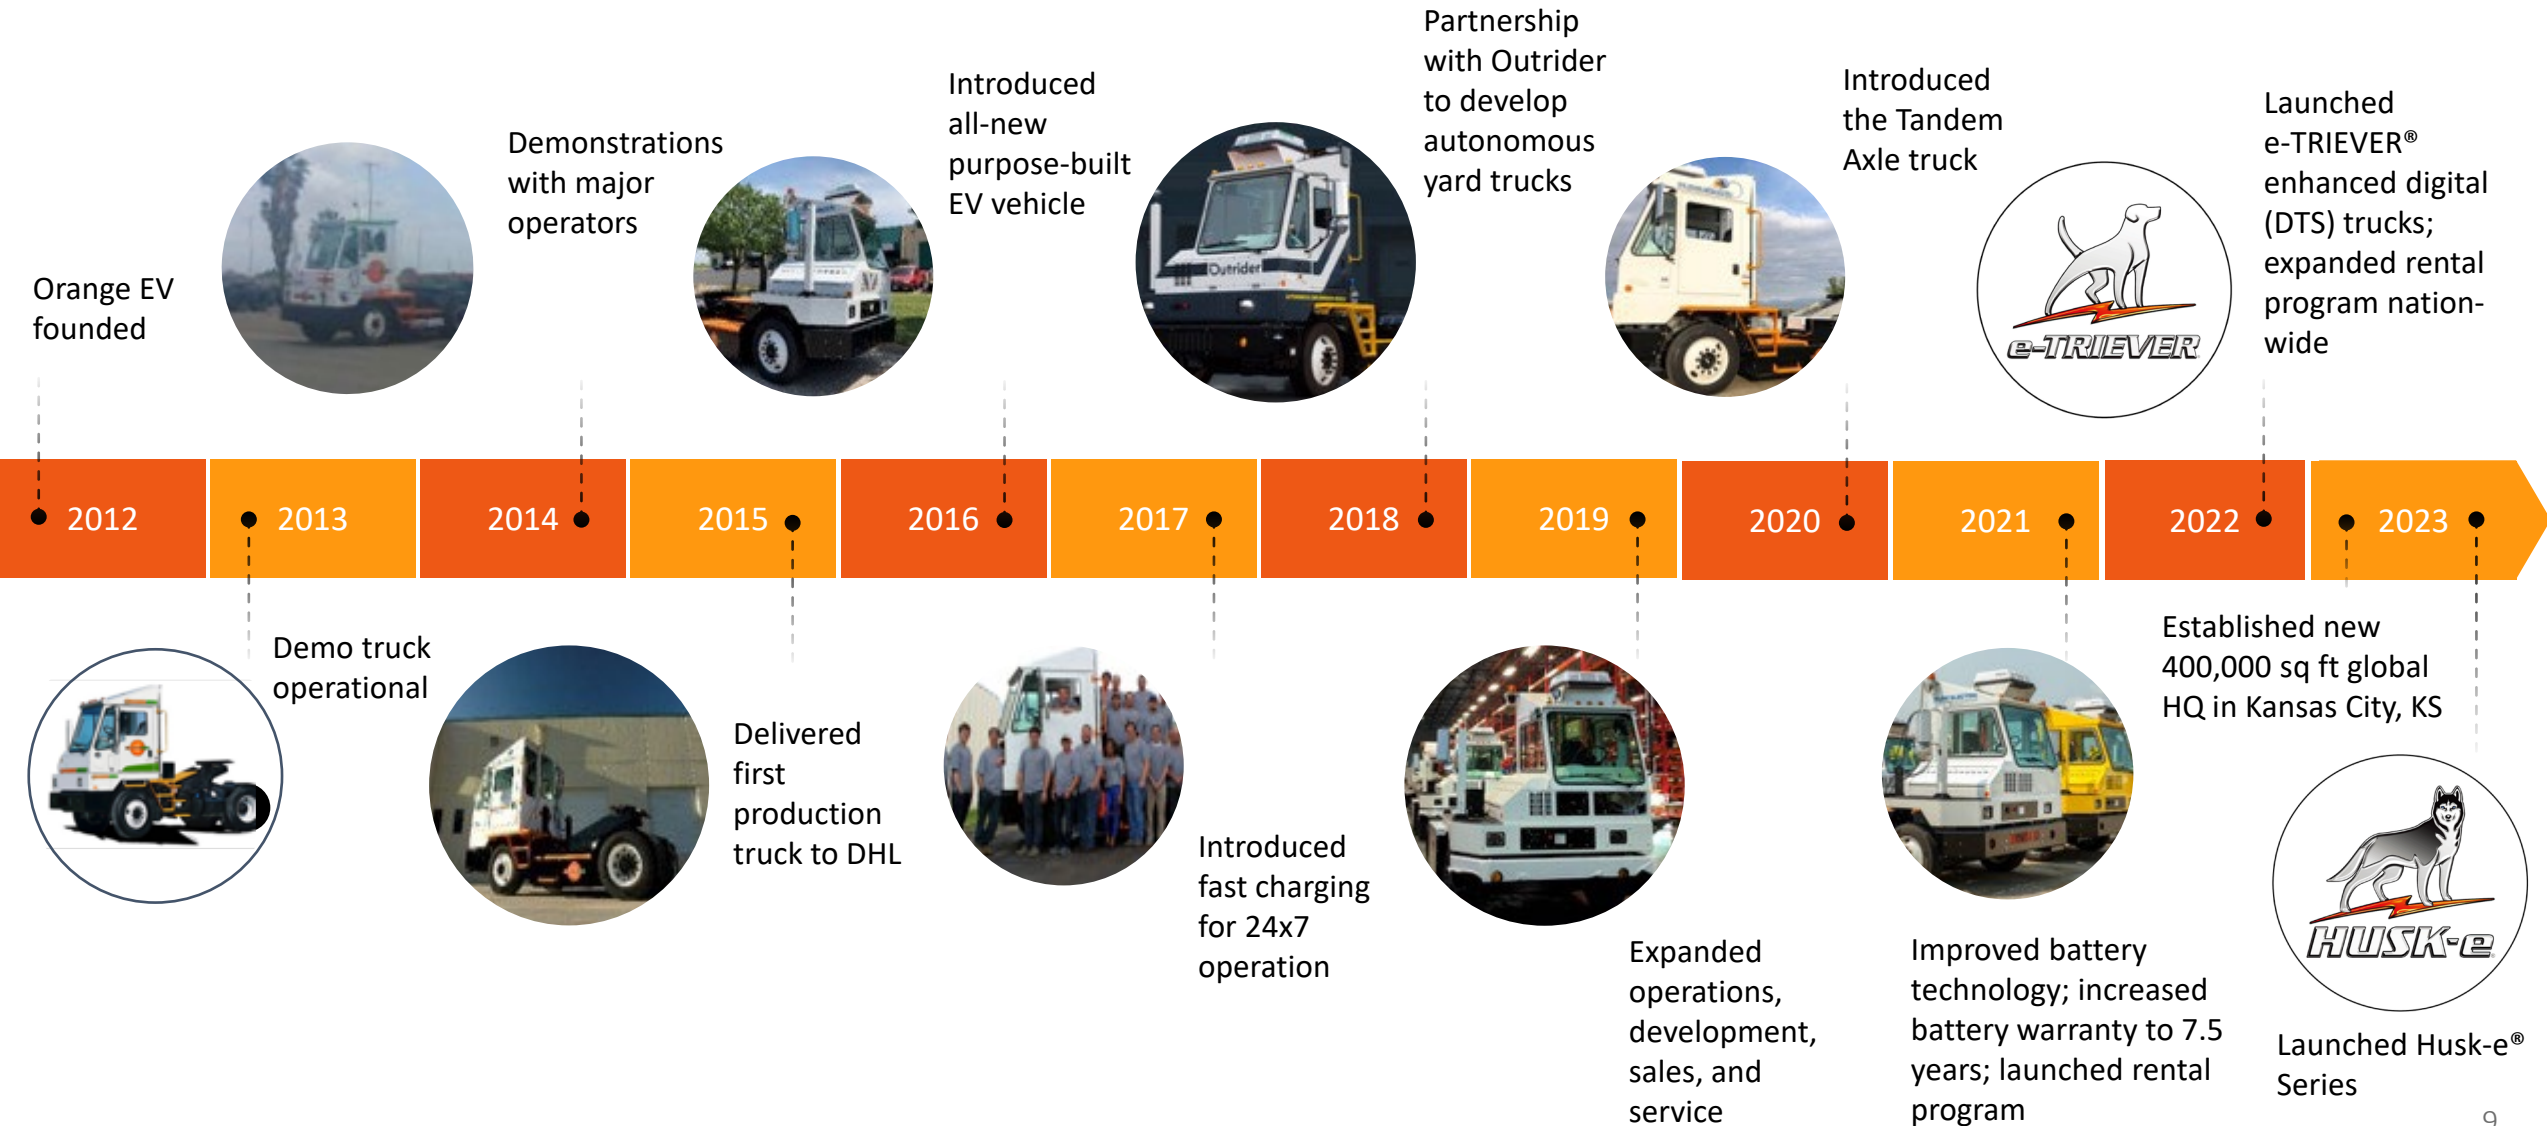 Orange EV
founded
Demonstrations
with major
operators
Introduced
all-new
purpose-built
EV vehicle
Outrider
Partnership
with Outrider
to develop
autonomous
yard trucks
Introduced
the Tandem
Axle truck
e-TRIEVER
Launched
e-TRIEVER®
enhanced digital
(DTS) trucks;
expanded rental
program nation-
wide
2012
2013
2014
2015
2016
2017
2018
2019
2020
2021
2022
2023
Demo truck
operational
Delivered
first
production
truck to DHL
Introduced
fast charging
for 24x7
operation
Expanded
operations,
development,
sales, and
service
Improved battery
technology; increased
battery warranty to 7.5
years; launched rental
program
Established new
400,000 sq ft global
HQ in Kansas City, KS
HUSK-e
Launched Husk-e®
Series
9